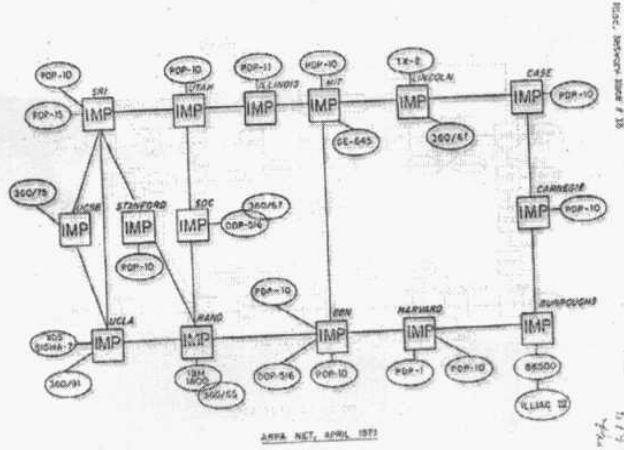 PDP-10
PDP-15
SRI
IMP
PDP-10
UTAH
IMP
PDP-11
ILLINOIS
IMP
PDP-10
MIT
IMP
GE-645
TX-2
LINCOLN
IMP
360/67
CASE
IMP
PDP-10
360/75
UCSB
IMP
STANFORD
IMP
PDP-10
SDC
IMP
360/67
DDP-516
CARNEGIE
IMP
PDP-10
UCLA
IMP
XDS
SIGMA-7
360/91
RAND
IMP
IBM
1800
360/65
PDP-10
BBN
IMP
DDP-516
PDP-10
HARVARD
IMP
PDP-1
PDP-10
BURROUGHS
IMP
B6500
ILLIAC IV
ARPA NET, APRIL 1971